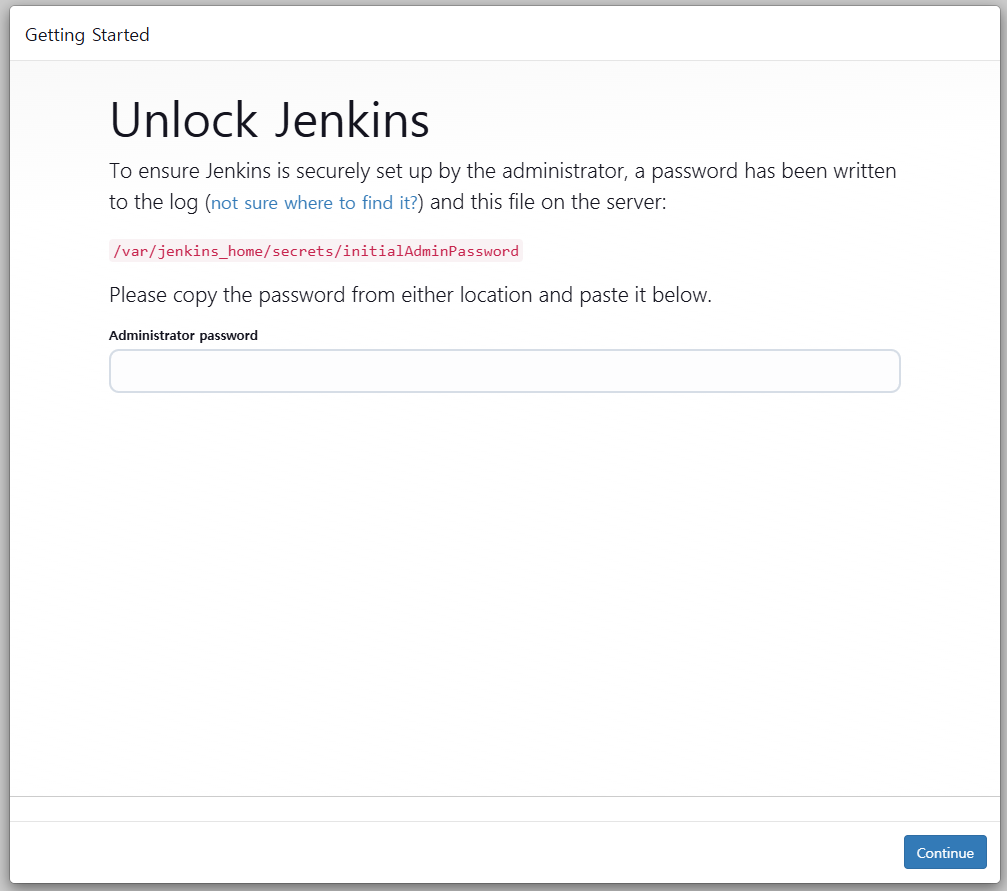 Getting Started
Unlock Jenkins
To ensure Jenkins is securely set up by the administrator, a password has been written
to the log (not sure where to find it?) and this file on the server:
/var/jenkins_home/secrets/initialAdminPassword
Please copy the password from either location and paste it below.
Administrator password
Continue